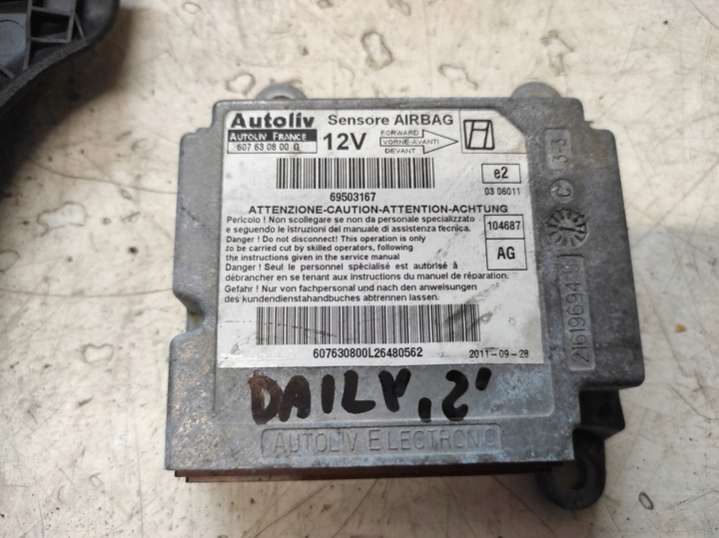 Autoliv
Sensore AIRBAG
AUTOLIV FRANCE
607 63 08 00 G
12V
FORWARD
VORNE-AVANTI
DEVANT
69503167
e2
03 06011
ATTENZIONE-CAUTION-ATTENTION-ACHTUNG
Pericolo ! Non scollegare se non da personale specializzato
e seguendo le istruzioni del manuale di assistenza tecnica.
Danger ! Do not disconnect! This operation is only
to be carried cut by skilled operators, following
the instructions given in the service manual
Danger ! Seul le personnel spécialisé est autorisé à
débrancher en se tenant aux instructions du manuel de réparation.
Gefahr ! Nur von fachpersonal und nach den anweisungen
des kundendienstahandbuches abtrennen lassen.
104687
AG
607630800L26480562
2011-09-28
DAILY,2'
AUTOLIV ELECTRONIC